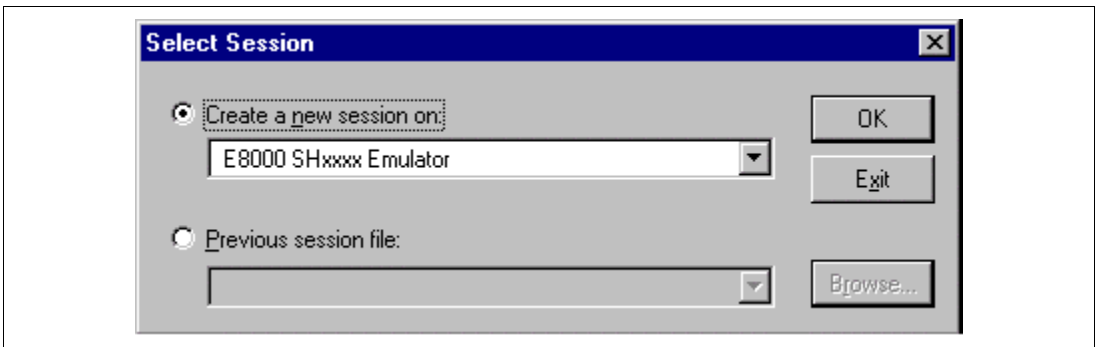 Select Session
Create a new session on:
OK
E8000 SHxxxx Emulator
Exit
Previous session file:
Browse...